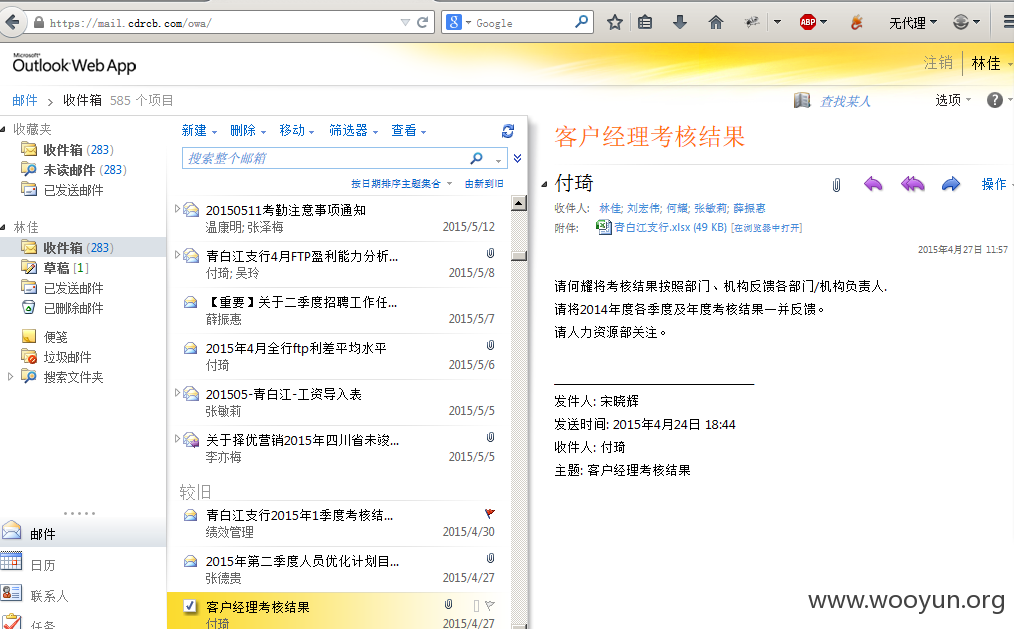 https://mail.cdrcb.com/owa/
Google
ABP
无代理
Microsoft
Outlook Web App
注销
林佳
邮件
收件箱 585 个项目
查找某人
选项
收藏夹
收件箱 (283)
未读邮件 (283)
已发送邮件
林佳
收件箱 (283)
草稿 [1]
已发送邮件
已删除邮件
便笺
垃圾邮件
搜索文件夹
邮件
日历
联系人
任务
新建 删除 移动 筛选器 查看
搜索整个邮箱
按日期排序主题集合 由新到旧
20150511考勤注意事项通知
温康明; 张泽梅 2015/5/12
青白江支行4月FTP盈利能力分析...
付琦; 吴玲 2015/5/8
【重要】关于二季度招聘工作任...
薛振惠 2015/5/7
2015年4月全行ftp利差平均水平
付琦 2015/5/6
201505-青白江-工资导入表
张敏莉 2015/5/5
关于择优营销2015年四川省未竣...
李亦梅 2015/5/5
较旧
青白江支行2015年1季度考核结...
绩效管理 2015/4/30
2015年第二季度人员优化计划目...
张德贵 2015/4/27
客户经理考核结果
付琦 2015/4/27
客户经理考核结果
付琦
操作
收件人: 林佳; 刘宏伟; 何耀; 张敏莉; 薛振惠
附件: 青白江支行.xlsx (49 KB) [在浏览器中打开]
2015年4月27日 11:57
请何耀将考核结果按照部门、机构反馈各部门/机构负责人.
请将2014年度各季度及年度考核结果一并反馈。
请人力资源部关注。
发件人: 宋晓辉
发送时间: 2015年4月24日 18:44
收件人: 付琦
主题: 客户经理考核结果
www.wooyun.org